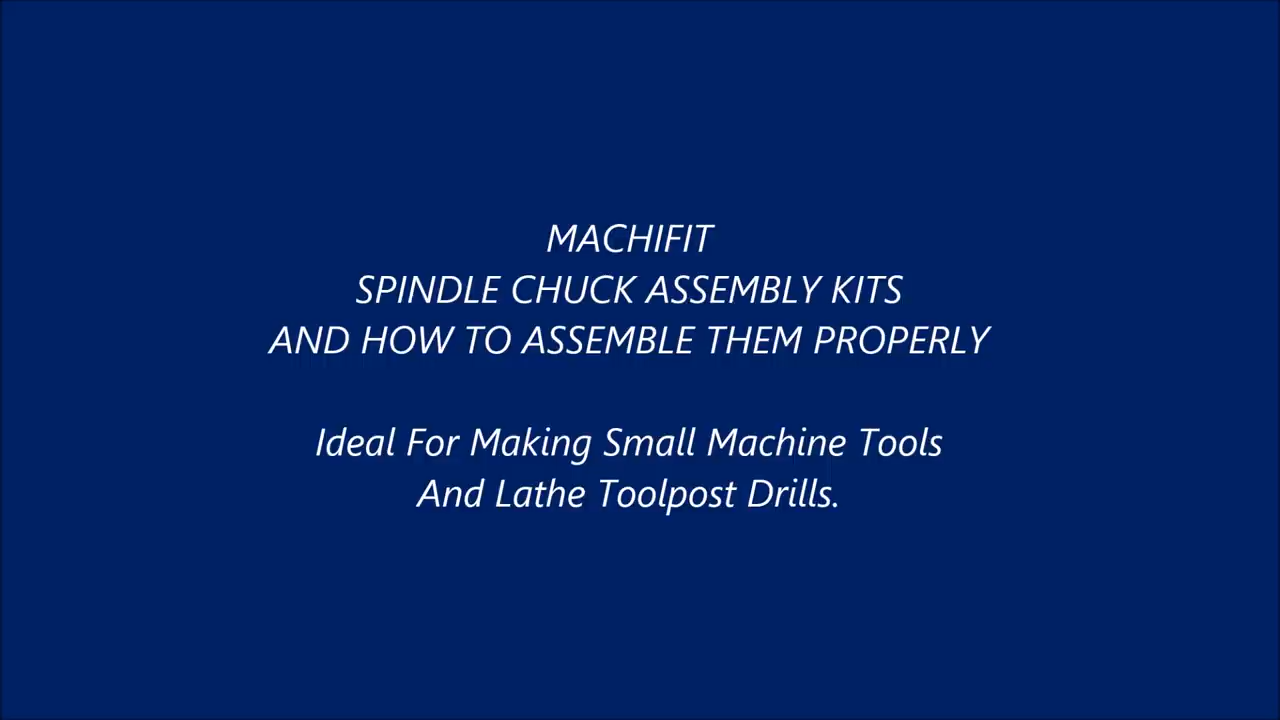 MACHIFIT
SPINDLE CHUCK ASSEMBLY KITS
AND HOW TO ASSEMBLE THEM PROPERLY
Ideal For Making Small Machine Tools
And Lathe Toolpost Drills.